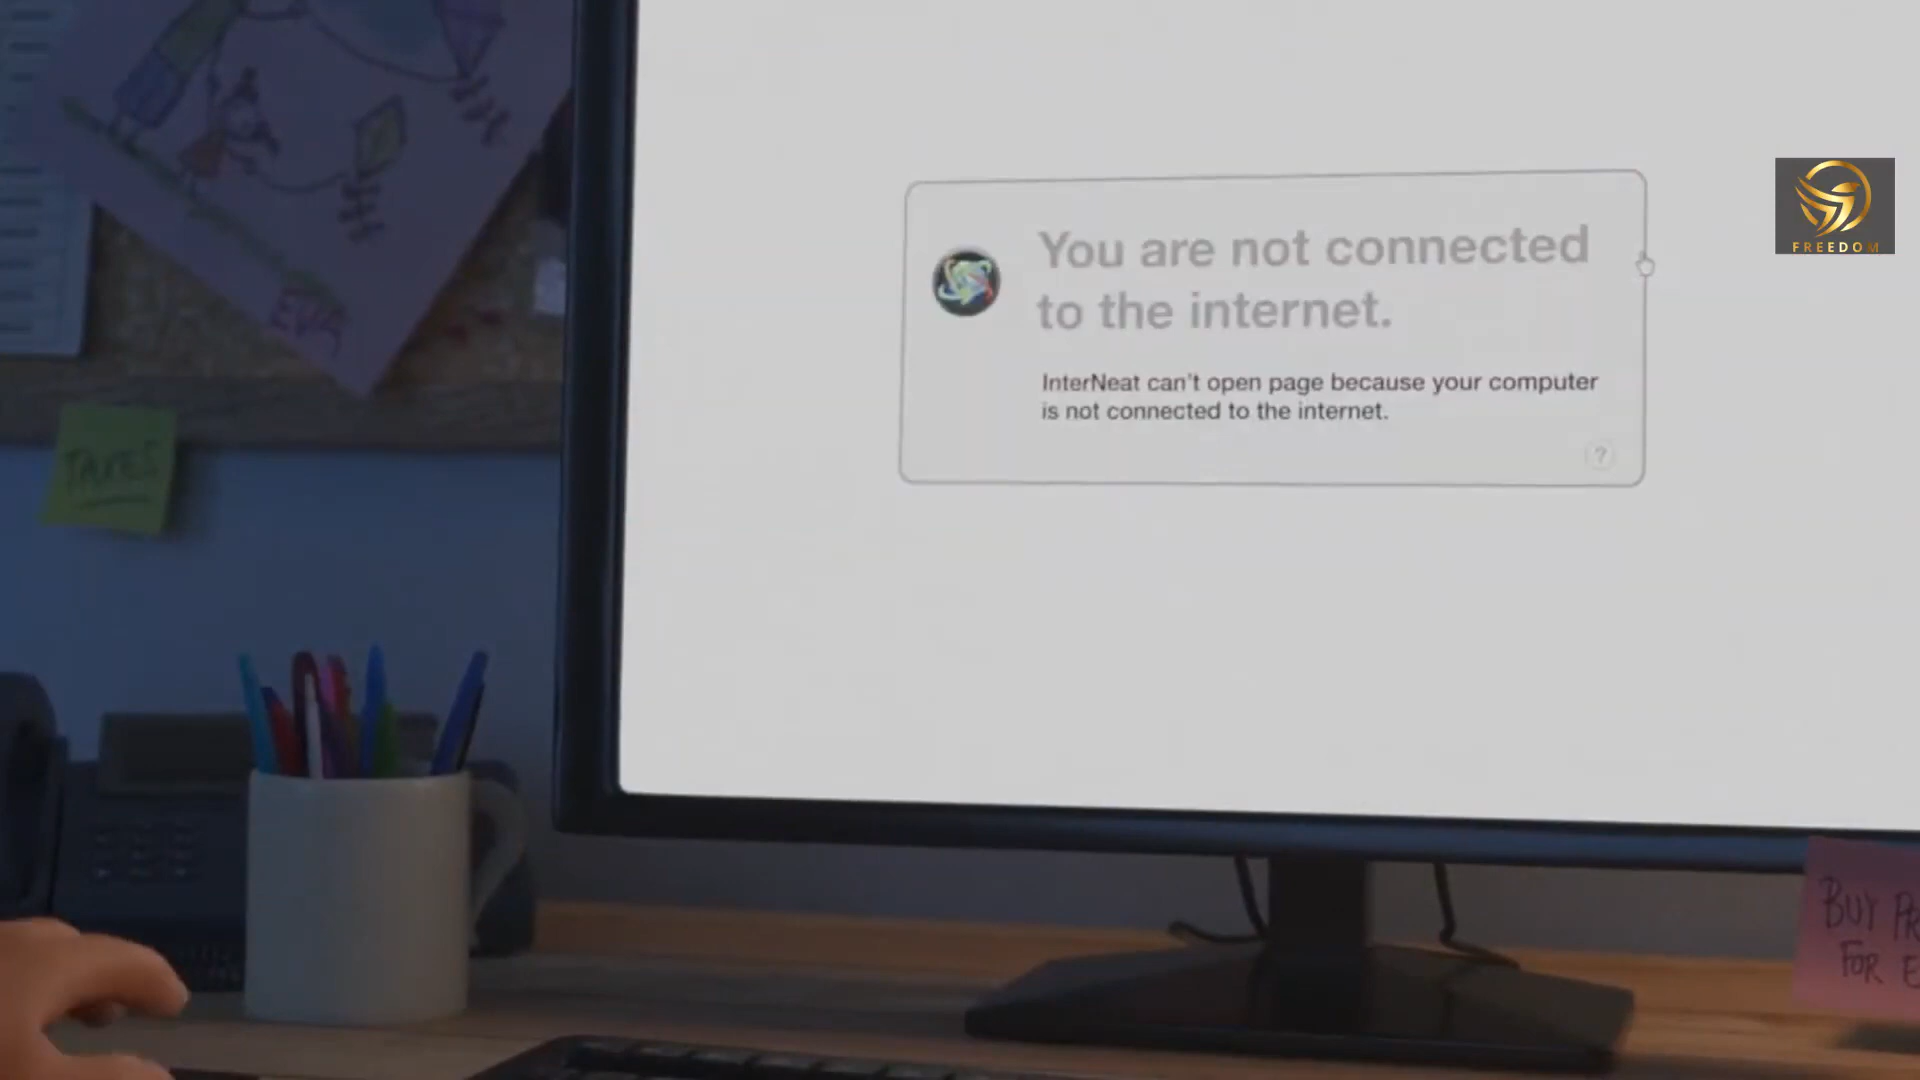 You are not connected
to the internet.
InterNeat can't open page because your computer
is not connected to the internet.
?
FREEDOM
EVA
TAXES
BUY
FOR